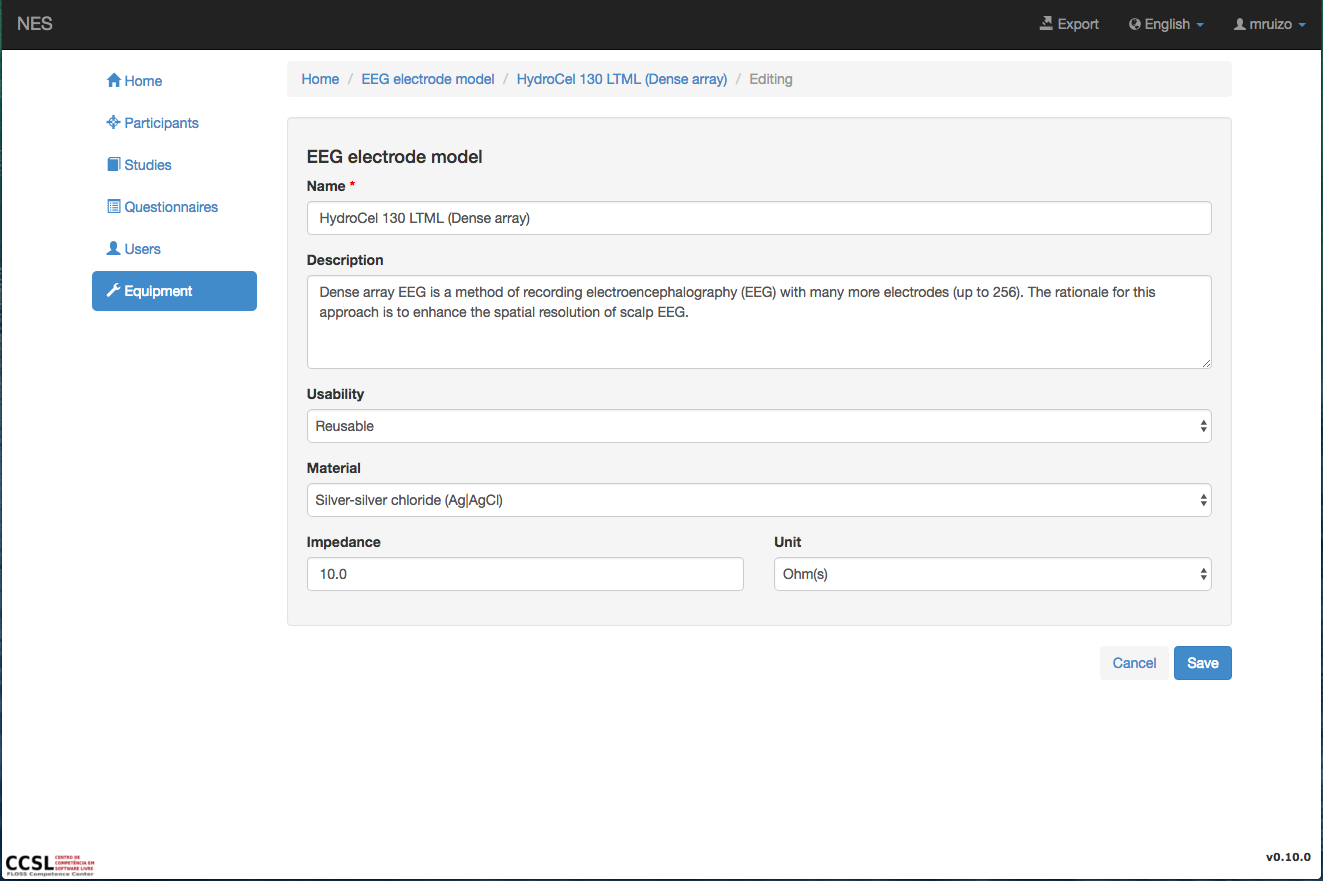 NES
Export
English
mruizo
Home
Participants
Studies
Questionnaires
Users
Equipment
Home / EEG electrode model / HydroCel 130 LTML (Dense array) / Editing
EEG electrode model
Name *
HydroCel 130 LTML (Dense array)
Description
Dense array EEG is a method of recording electroencephalography (EEG) with many more electrodes (up to 256). The rationale for this
approach is to enhance the spatial resolution of scalp EEG.
Usability
Reusable
Material
Silver-silver chloride (Ag|AgCl)
Impedance
Unit
10.0
Ohm(s)
Cancel
Save
CCSL
CENTRO DE
COMPETÊNCIA EM
SOFTWARE LIVRE
FLOSS Competence Center
v0.10.0